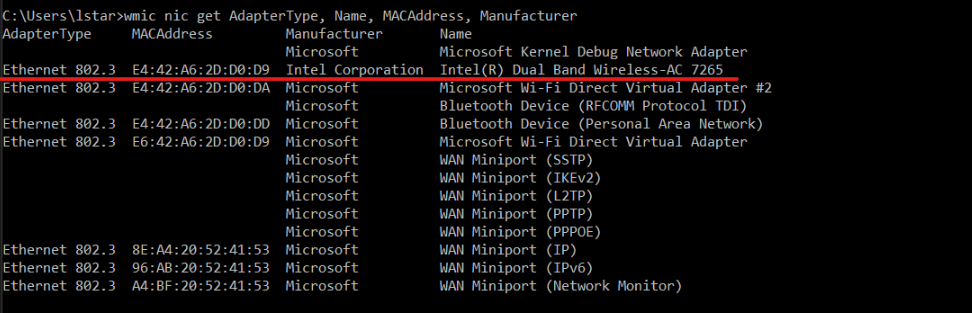 C:\Users\lstar>wmic nic get AdapterType, Name, MACAddress, Manufacturer
AdapterType MACAddress Manufacturer Name
Microsoft Microsoft Kernel Debug Network Adapter
Ethernet 802.3 E4:42:A6:2D:D0:D9 Intel Corporation Intel(R) Dual Band Wireless-AC 7265
Ethernet 802.3 E4:42:A6:2D:D0:DA Microsoft Microsoft Wi-Fi Direct Virtual Adapter #2
Microsoft Bluetooth Device (RFCOMM Protocol TDI)
Ethernet 802.3 E4:42:A6:2D:D0:DD Microsoft Bluetooth Device (Personal Area Network)
Ethernet 802.3 E6:42:A6:2D:D0:D9 Microsoft Microsoft Wi-Fi Direct Virtual Adapter
Microsoft WAN Miniport (SSTP)
Microsoft WAN Miniport (IKEv2)
Microsoft WAN Miniport (L2TP)
Microsoft WAN Miniport (PPTP)
Microsoft WAN Miniport (PPPOE)
Ethernet 802.3 8E:A4:20:52:41:53 Microsoft WAN Miniport (IP)
Ethernet 802.3 96:AB:20:52:41:53 Microsoft WAN Miniport (IPv6)
Ethernet 802.3 A4:BF:20:52:41:53 Microsoft WAN Miniport (Network Monitor)